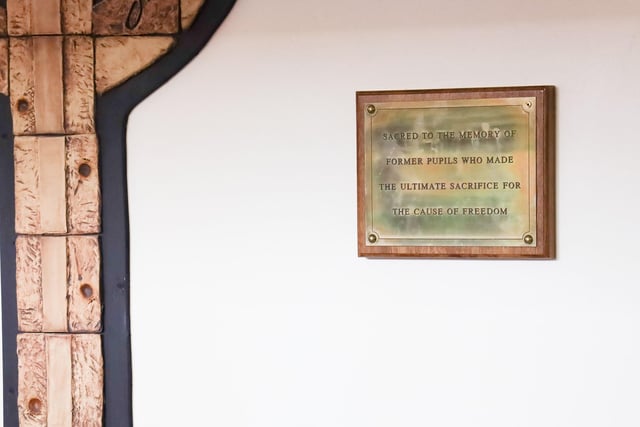 SACRED TO THE MEMORY OF
FORMER PUPILS WHO MADE
THE ULTIMATE SACRIFICE FOR
THE CAUSE OF FREEDOM